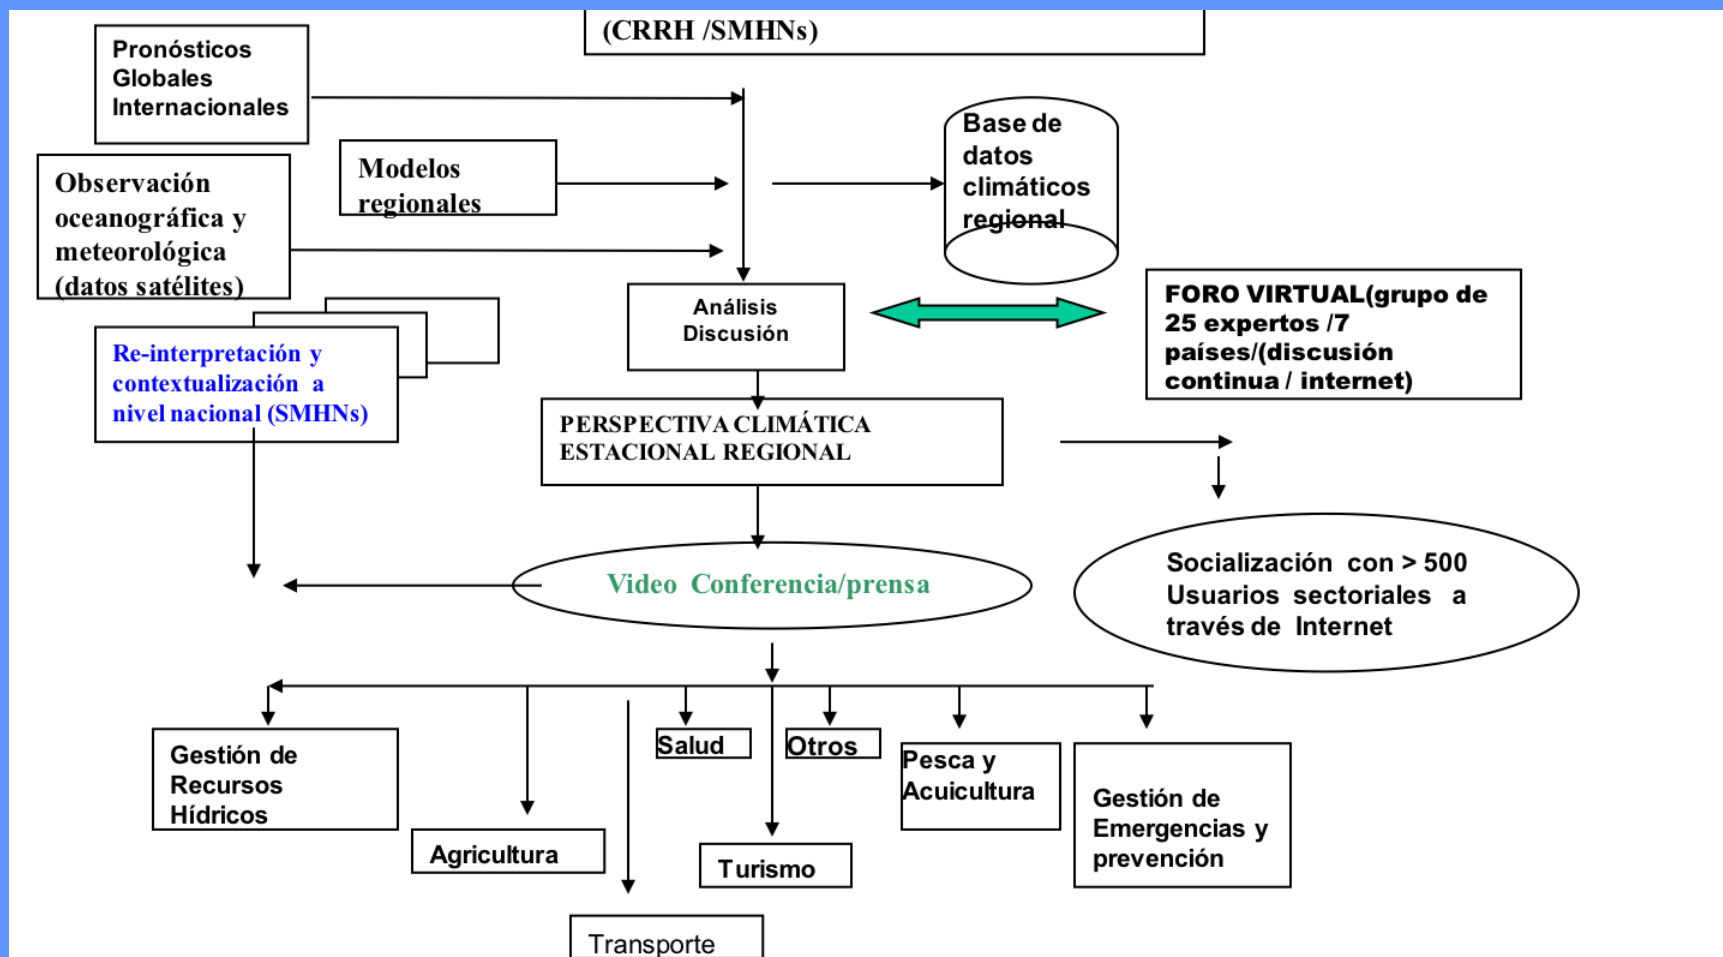 (CRRH /SMHNs)
Pronósticos
Globales
Internacionales
Modelos
regionales
Observación
oceanográfica y
meteorológica
(datos satélites)
Base de
datos
climáticos
regional
Análisis
Discusión
FORO VIRTUAL(grupo de
25 expertos /7
países/(discusión
continua / internet)
Re-interpretación y
contextualización a
nivel nacional (SMHNs)
PERSPECTIVA CLIMÁTICA
ESTACIONAL REGIONAL
Video Conferencia/prensa
Socialización con > 500
Usuarios sectoriales a
través de Internet
Gestión de
Recursos
Hídricos
Agricultura
Transporte
Salud
Turismo
Otros
Pesca y
Acuicultura
Gestión de
Emergencias y
prevención